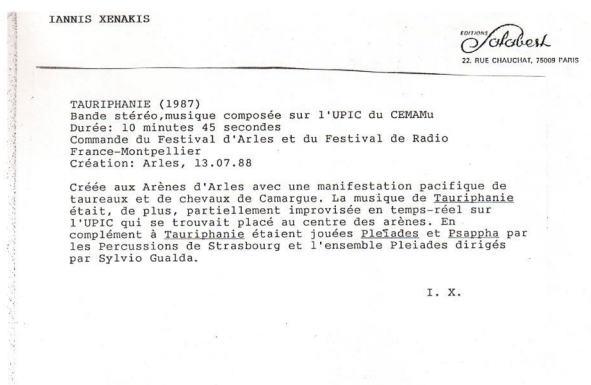 IANNIS XENAKIS
EDITIONS
Salabert
22, RUE CHAUCHAT, 75009 PARIS
TAURIPHANIE (1987)
Bande stéréo,musique composée sur l'UPIC du CEMAMu
Durée: 10 minutes 45 secondes
Commande du Festival d'Arles et du Festival de Radio
France-Montpellier
Création: Arles, 13.07.88
Créée aux Arènes d'Arles avec une manifestation pacifique de
taureaux et de chevaux de Camargue. La musique de Tauriphanie
était, de plus, partiellement improvisée en temps-réel sur
l'UPIC qui se trouvait placé au centre des arènes. En
complément à Tauriphanie étaient jouées Pleïades et Psappha par
les Percussions de Strasbourg et l'ensemble Pleiades dirigés
par Sylvio Gualda.
I. X.